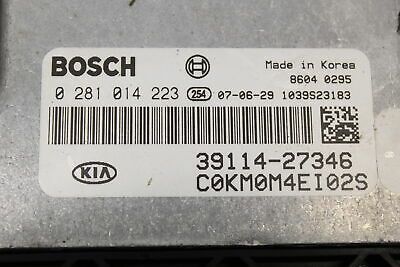 BOSCH
Made in Korea
8604 0295
0 281 014 223 254 07-06-29 1039S23183
KIA
39114-27346
C0KM0M4EI02S